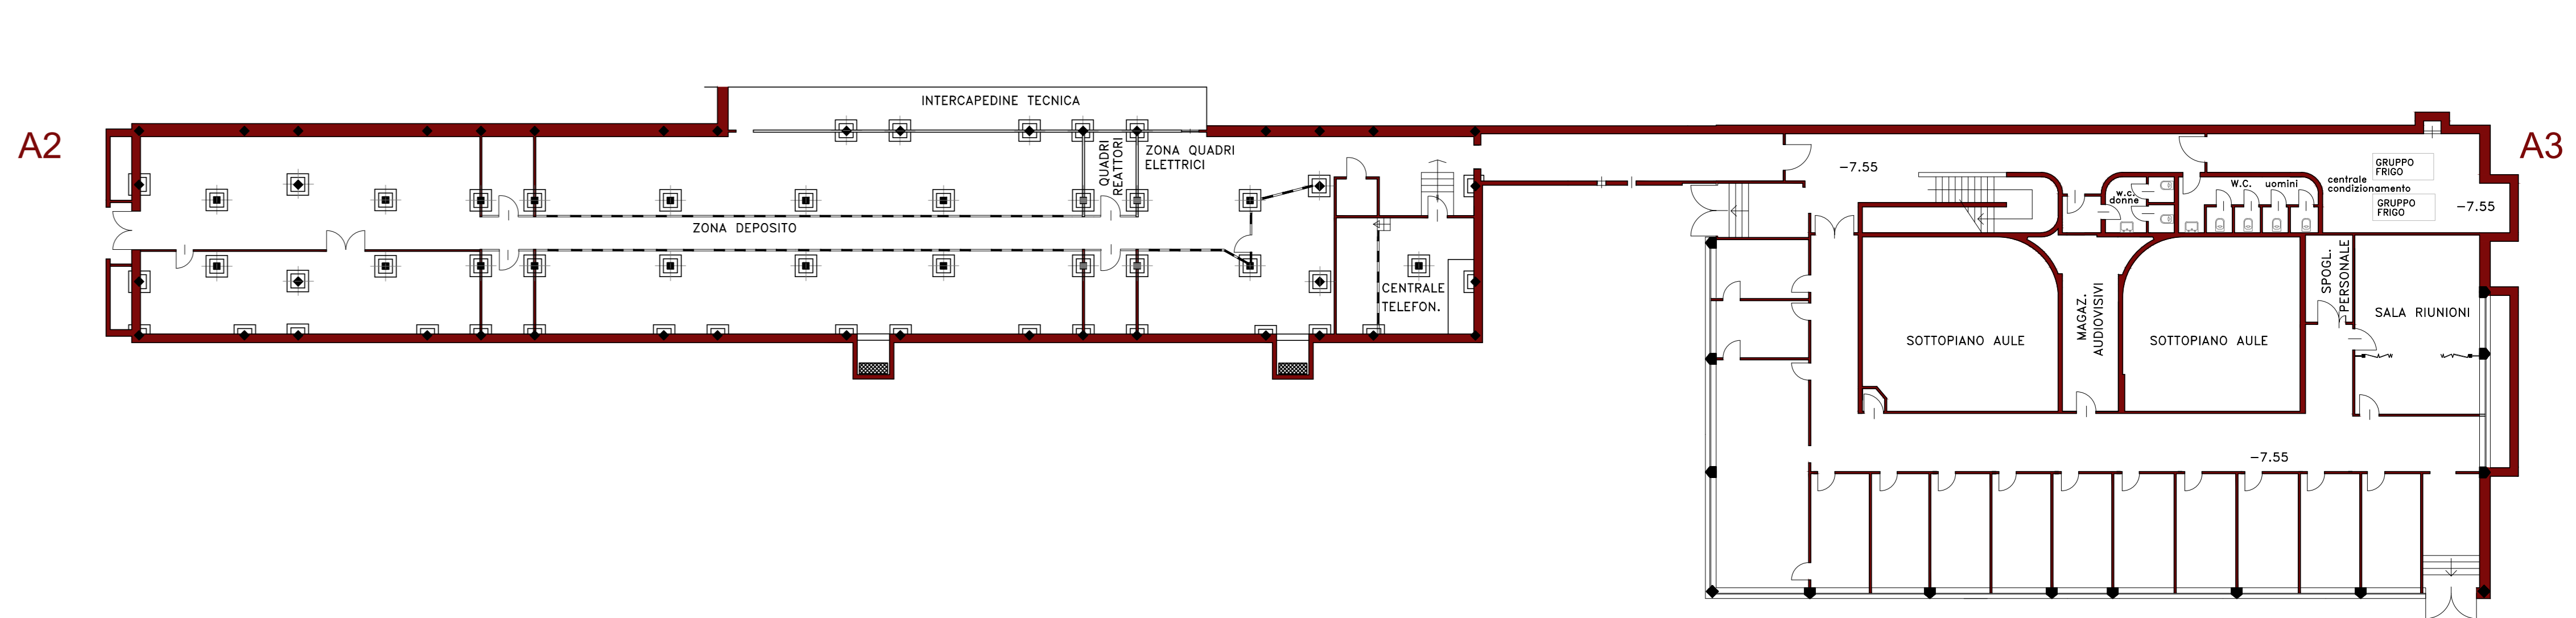 A2
INTERCAPEDINE TECNICA
QUADRI
REATTORI
ZONA QUADRI
ELETTRICI
ZONA DEPOSITO
CENTRALE
TELEFON.
-7.55
w.c.
donne
W.C. uomini
centrale
condizionamento
GRUPPO
FRIGO
GRUPPO
FRIGO
-7.55
A3
SOTTOPIANO AULE
MAGAZ.
AUDIOVISIVI
SOTTOPIANO AULE
SPOGL.
PERSONALE
SALA RIUNIONI
-7.55